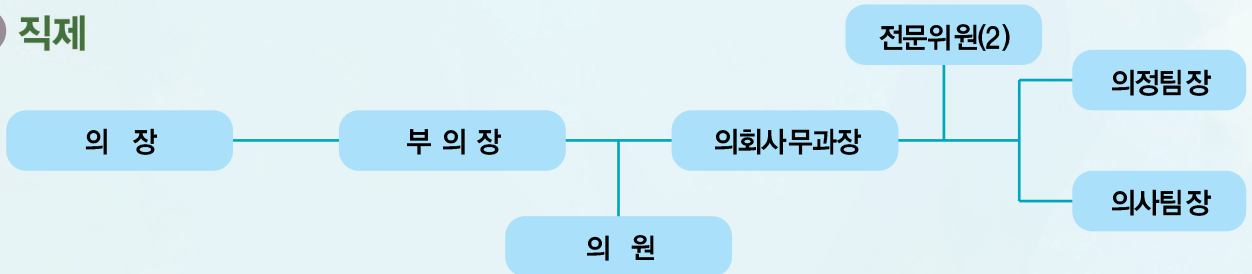 직제
전문위원(2)
의정팀장
의 장
부 의 장
의회사무과장
의사팀장
의 원